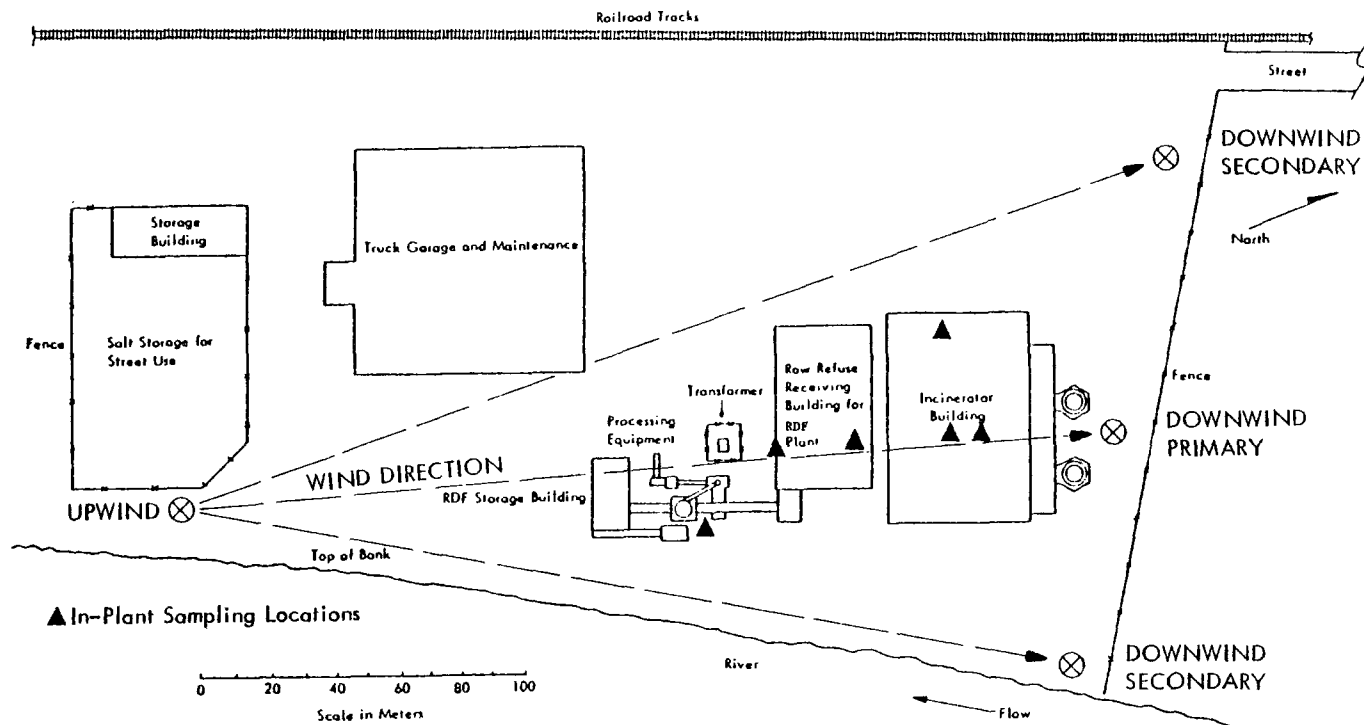 Railroad Tracks
Street
DOWNWIND
SECONDARY
North
Storage
Building
Truck Garage and Maintenance
Fence
Salt Storage for
Street Use
Transformer
Raw Refuse
Receiving
Building for
RDF
Plant
Incinerator
Building
Fence
Processing
Equipment
DOWNWIND
PRIMARY
WIND DIRECTION
RDF Storage Building
UPWIND
Top of Bank
In-Plant Sampling Locations
River
DOWNWIND
SECONDARY
0 20 40 60 80 100
Scale in Meters
Flow